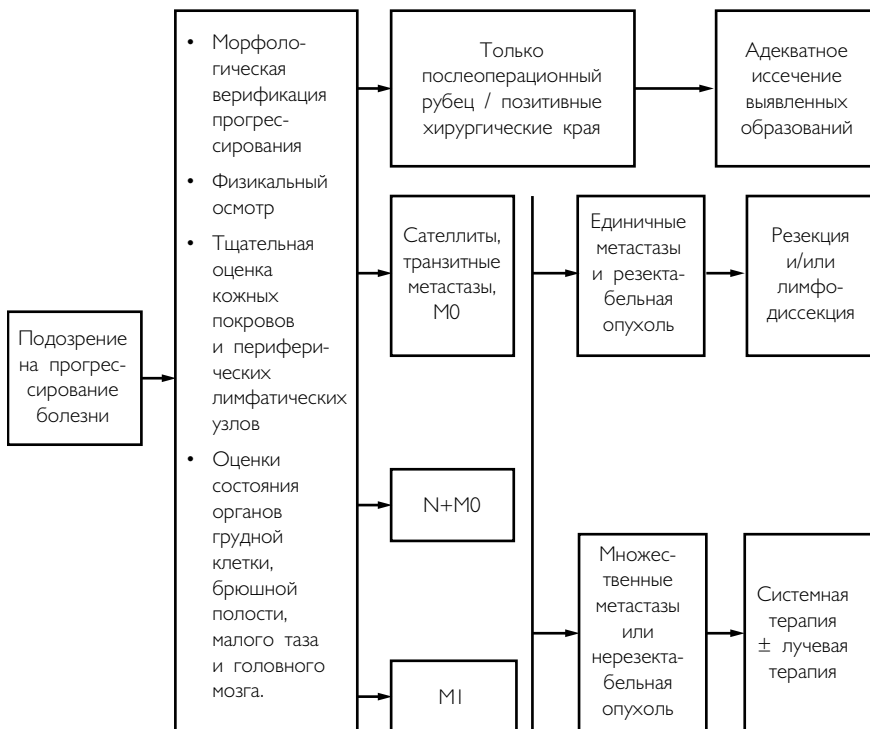 Подозрение
на прогрес-
сирование
болезни
• Морфоло-
гическая
верификация
прогрес-
сирования
• Физикальный
осмотр
• Тщательная
оценка
кожных
покровов
и перифери-
ческих
лимфатических
узлов
• Оценки
состояния
органов
грудной
клетки,
брюшной
полости,
малого таза
и головного
мозга.
Только
послеоперационный
рубец / позитивные
хирургические края
Адекватное
иссечение
выявленных
образований
Сателлиты,
транзитные
метастазы,
M0
Единичные
метастазы
и резекта-
бельная
опухоль
Резекция
и/или
лимфо-
диссекция
N+M0
M1
Множес-
твенные
метастазы
или
нерезекта-
бельная
опухоль
Системная
терапия
± лучевая
терапия